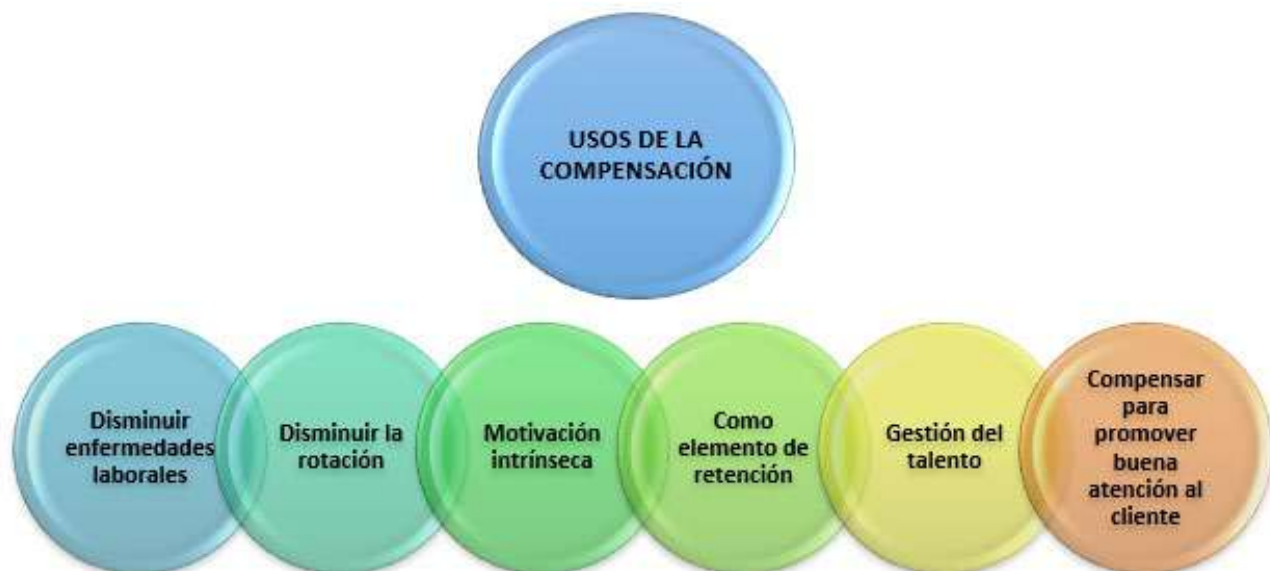 USOS DE LA
COMPENSACIÓN
Disminuir
enfermedades
laborales
Disminuir la
rotación
Motivación
intrínseca
Como
elemento de
retención
Gestión del
talento
Compensar
para
promover
buena
atención al
cliente